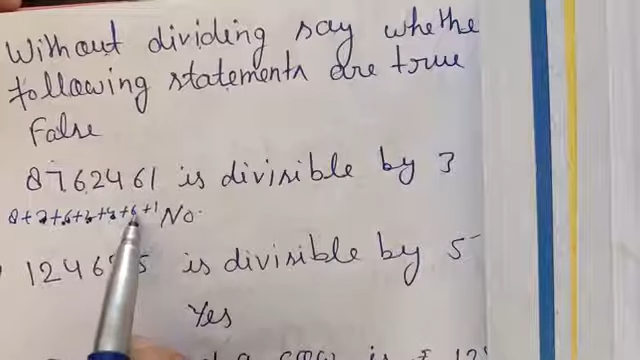 Without dividing say whethe
following statements are true
False
8762461 is divisible by 3
8+7+6+2+4+6+1 No.
is divisible by 5
Yes